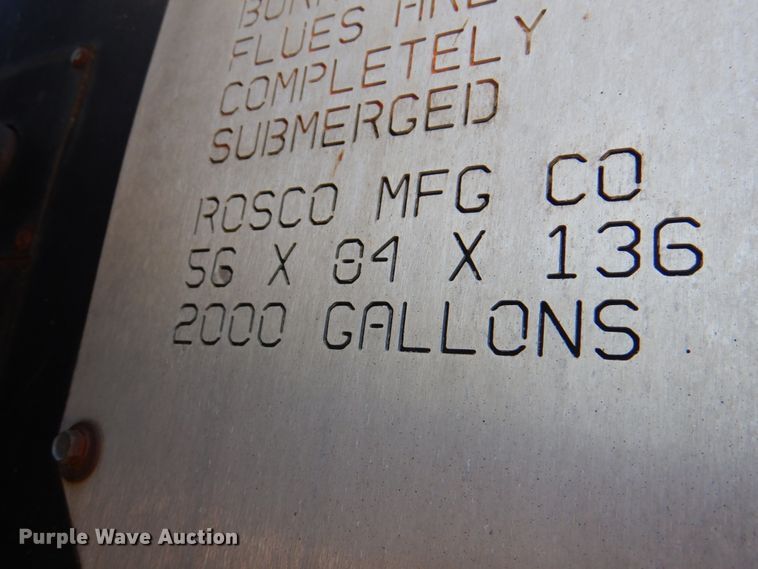 FLUES ARE
COMPLETELY
SUBMERGED
ROSCO MFG CO
56 X 84 X 136
2000 GALLONS
Purple Wave Auction